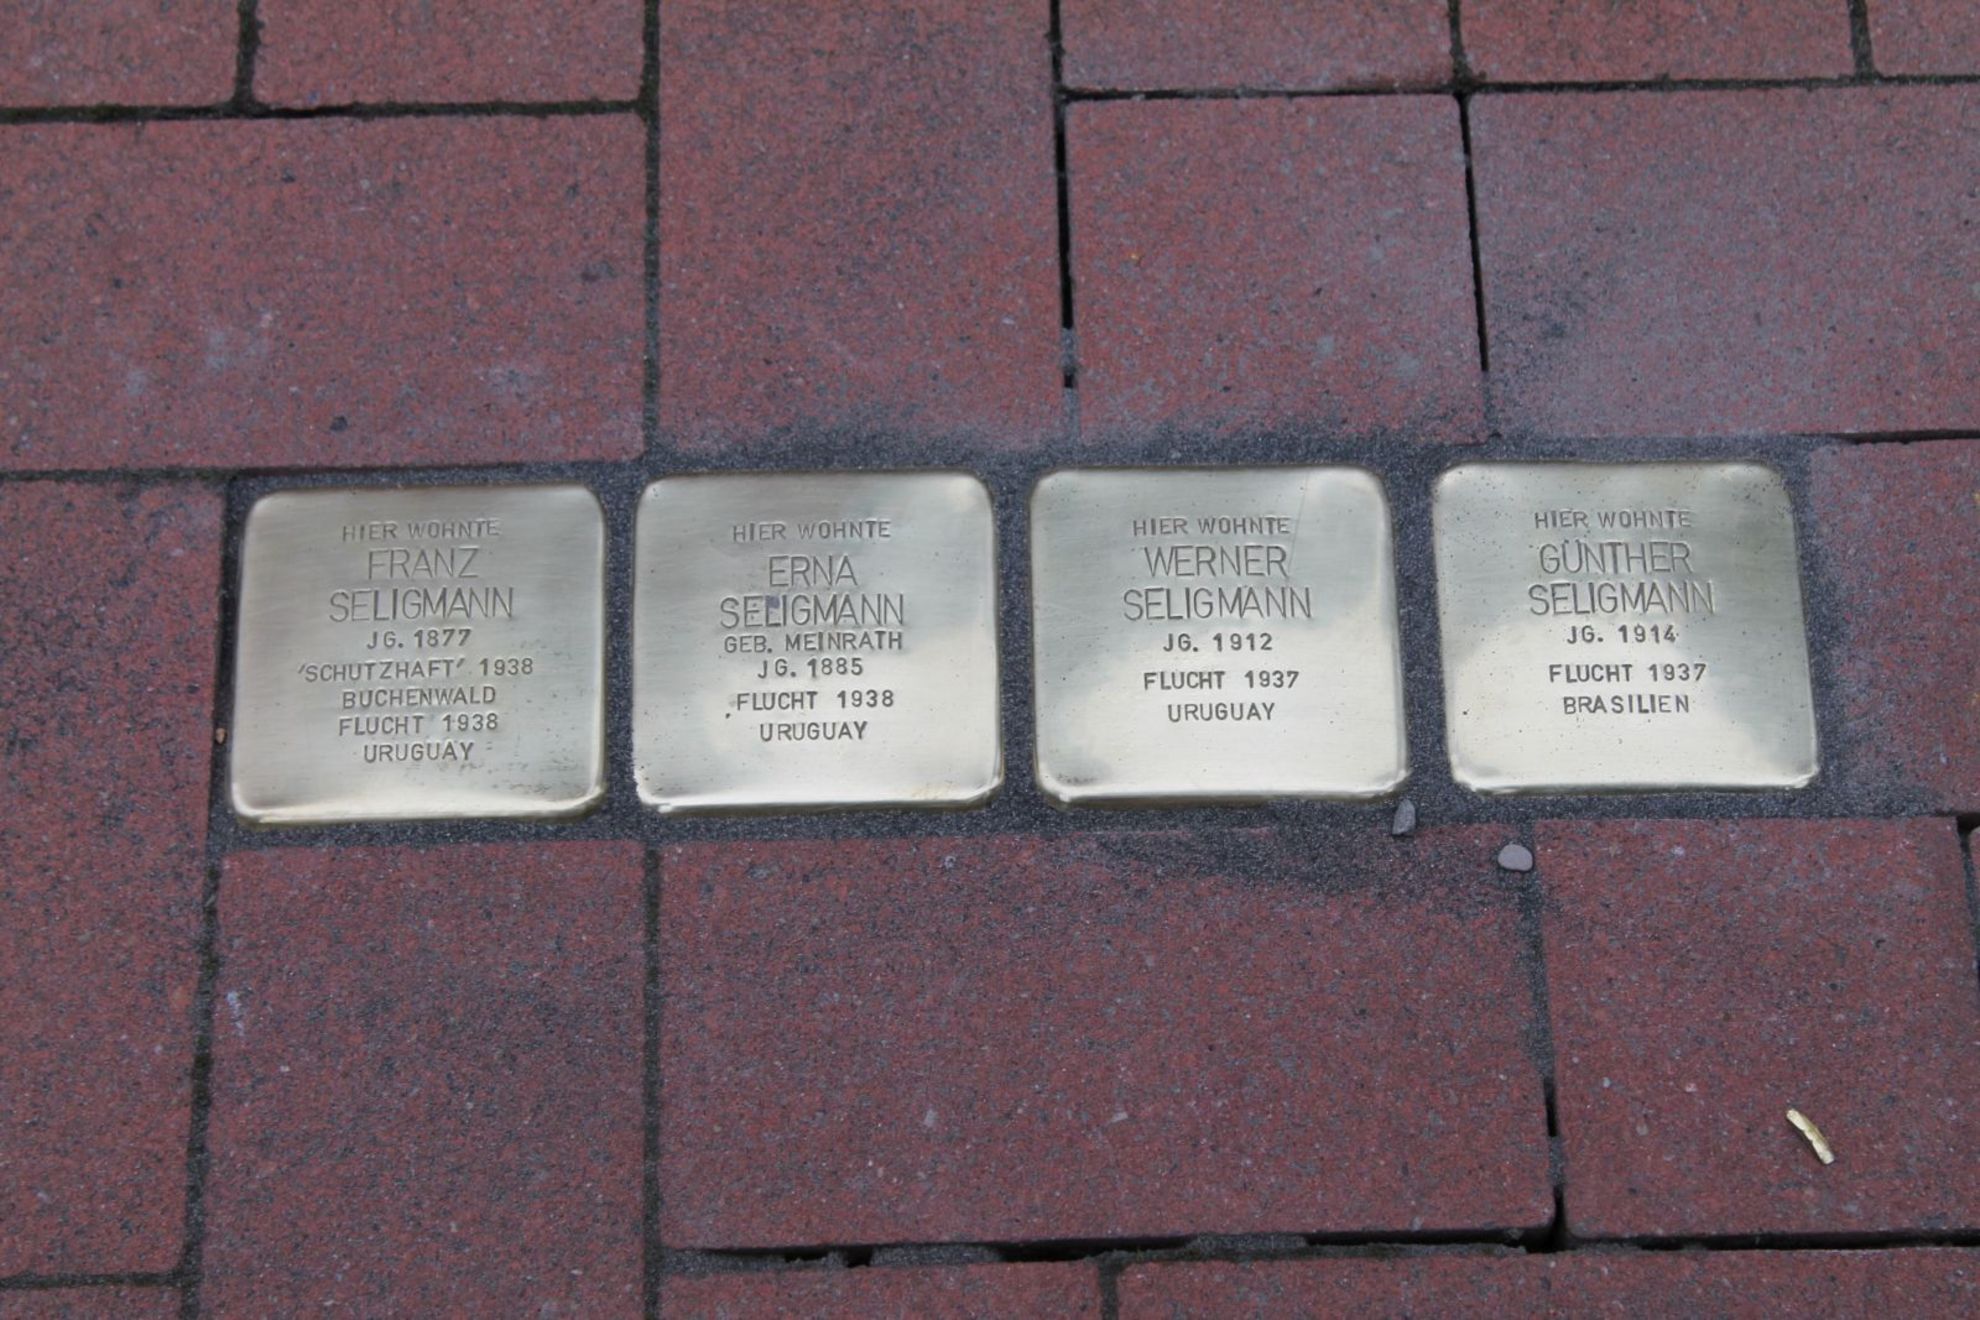 HIER WOHNTE
FRANZ
SELIGMANN
JG. 1877
'SCHUTZHAFT' 1938
BUCHENWALD
FLUCHT 1938
URUGUAY
HIER WOHNTE
ERNA
SELIGMANN
GEB. MEINRATH
JG. 1885
FLUCHT 1938
URUGUAY
HIER WOHNTE
WERNER
SELIGMANN
JG. 1912
FLUCHT 1937
URUGUAY
HIER WOHNTE
GÜNTHER
SELIGMANN
JG. 1914
FLUCHT 1937
BRASILIEN